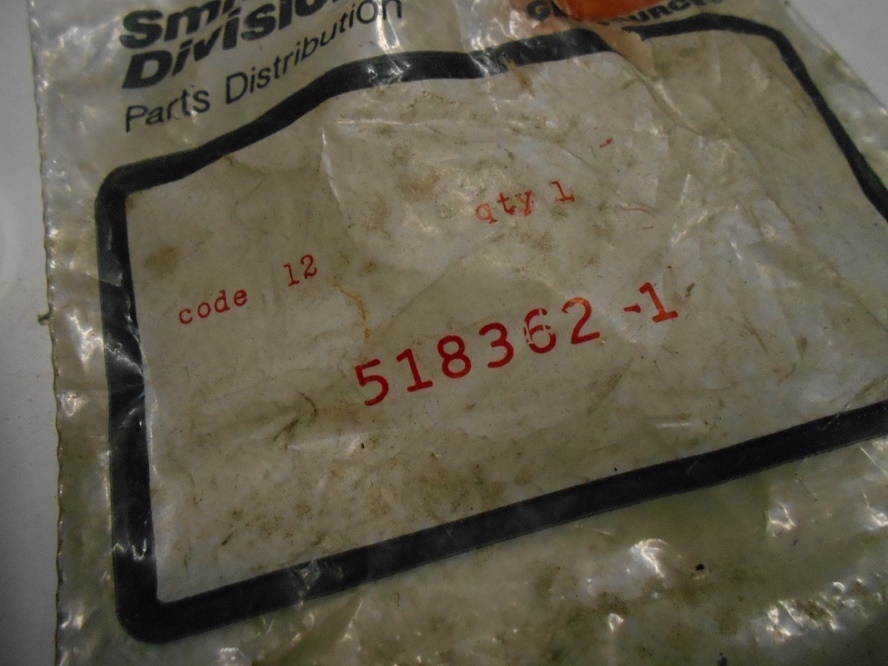 Division
Parts Distribution
qty 1
code 12
518362-1